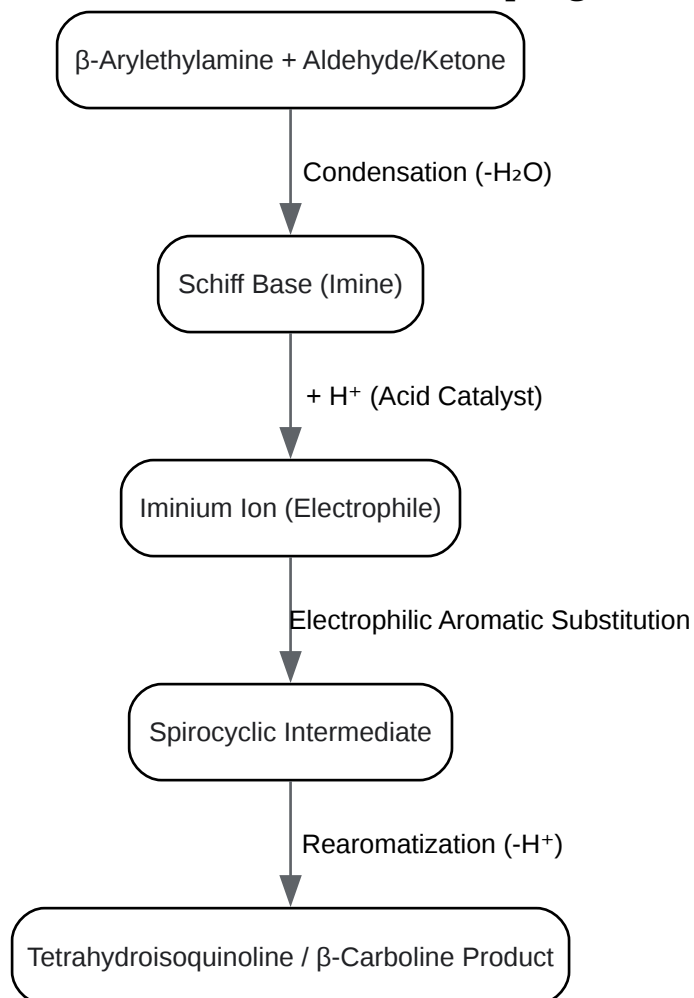 β-Arylethylamine + Aldehyde/Ketone
Condensation (-H₂O)
Schiff Base (Imine)
+ H⁺ (Acid Catalyst)
Iminium Ion (Electrophile)
Electrophilic Aromatic Substitution
Spirocyclic Intermediate
Rearomatization (-H⁺)
Tetrahydroisoquinoline / β-Carboline Product